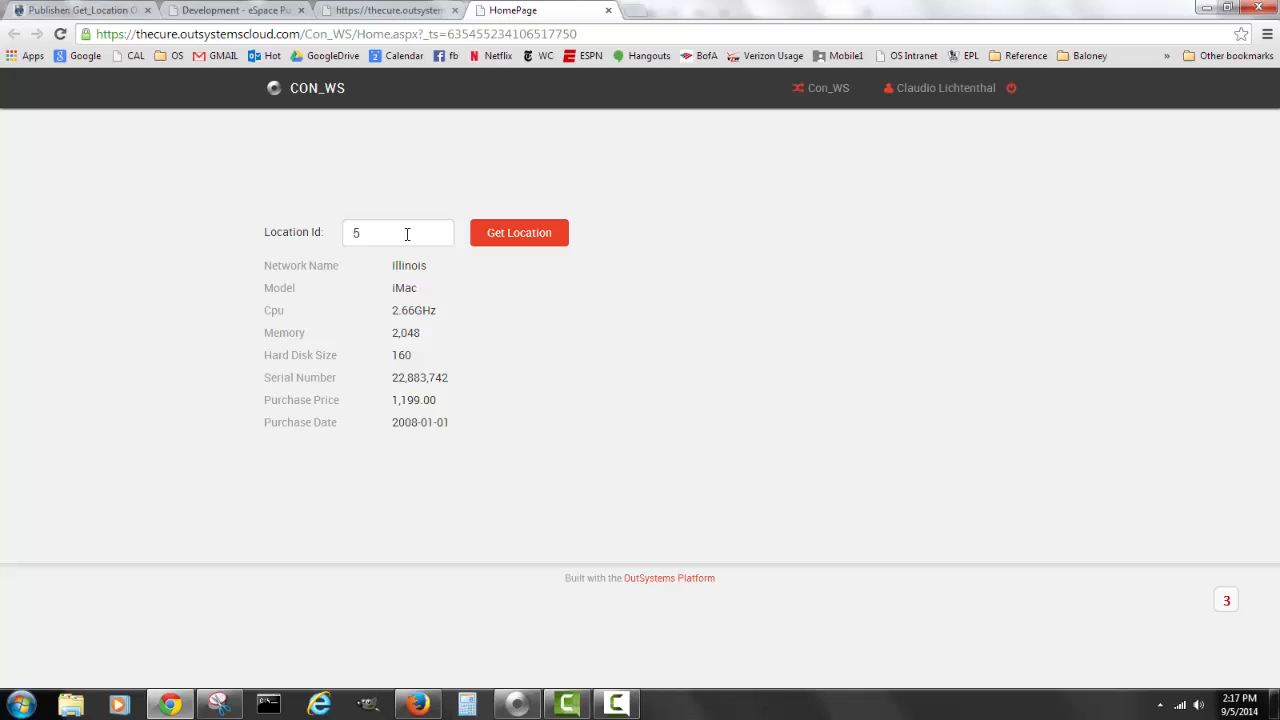 Publisher: Get_Location C
Development - eSpace Pu
https://thecure.outsystem
HomePage
https://thecure.outsystemscloud.com/Con_WS/Home.aspx?_ts=635455234106517750
Apps Google CAL OS GMAIL Hot GoogleDrive Calendar fb Netflix WC ESPN Hangouts BofA Verizon Usage Mobile1 OS Intranet EPL Reference Baloney » Other bookmarks
CON_WS Con_WS Claudio Lichtenthal
Location Id: 5 Get Location
Network Name Illinois
Model iMac
Cpu 2.66GHz
Memory 2,048
Hard Disk Size 160
Serial Number 22,883,742
Purchase Price 1,199.00
Purchase Date 2008-01-01
Built with the OutSystems Platform
3
2:17 PM
9/5/2014